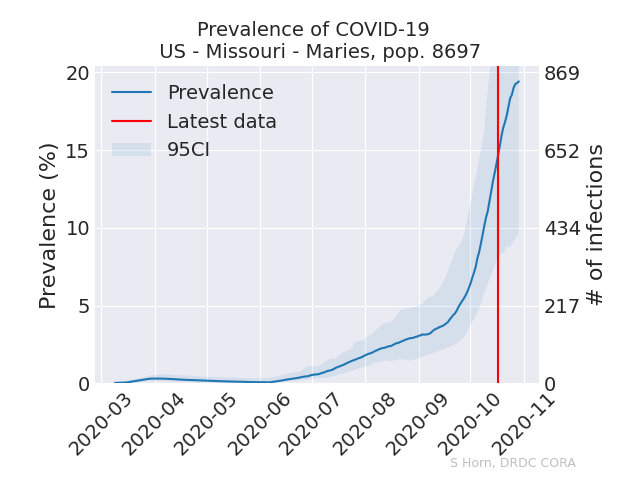 Prevalence of COVID-19
US - Missouri - Maries, pop. 8697
Prevalence
Latest data
95CI
Prevalence (%)
20
15
10
5
0
869
652
434
217
0
# of infections
2020-03
2020-04
2020-05
2020-06
2020-07
2020-08
2020-09
2020-10
2020-11
S Horn, DRDC CORA